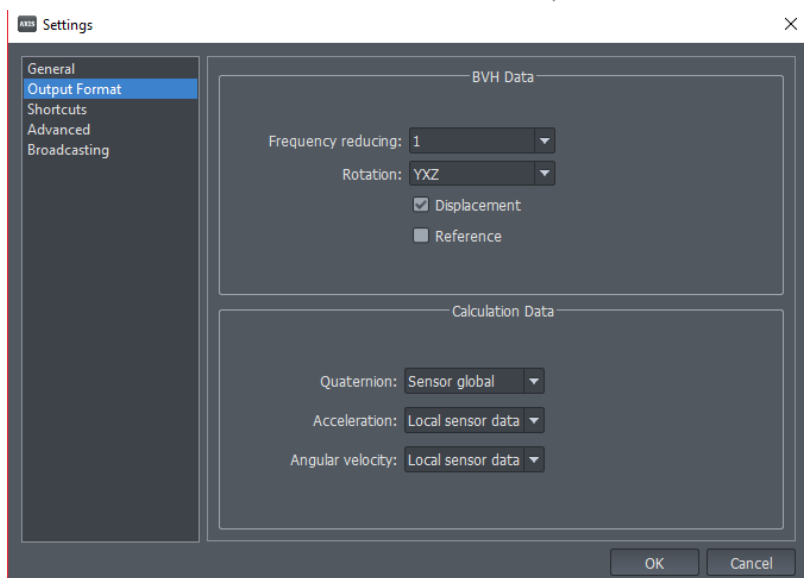 AXIS Settings
General
Output Format
Shortcuts
Advanced
Broadcasting
BVH Data
Frequency reducing: 1
Rotation: YXZ
Displacement
Reference
Calculation Data
Quaternion: Sensor global
Acceleration: Local sensor data
Angular velocity: Local sensor data
OK Cancel